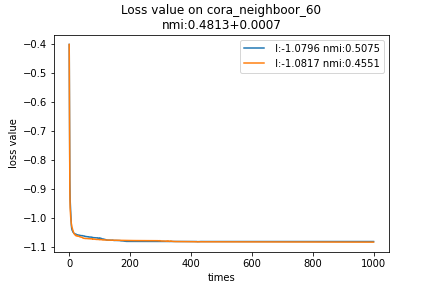 Loss value on cora_neighboor_60
nmi:0.4813+0.0007
l:-1.0796 nmi:0.5075
l:-1.0817 nmi:0.4551
−0.4
−0.5
−0.6
−0.7
−0.8
−0.9
−1.0
−1.1
loss value
0 200 400 600 800 1000
times